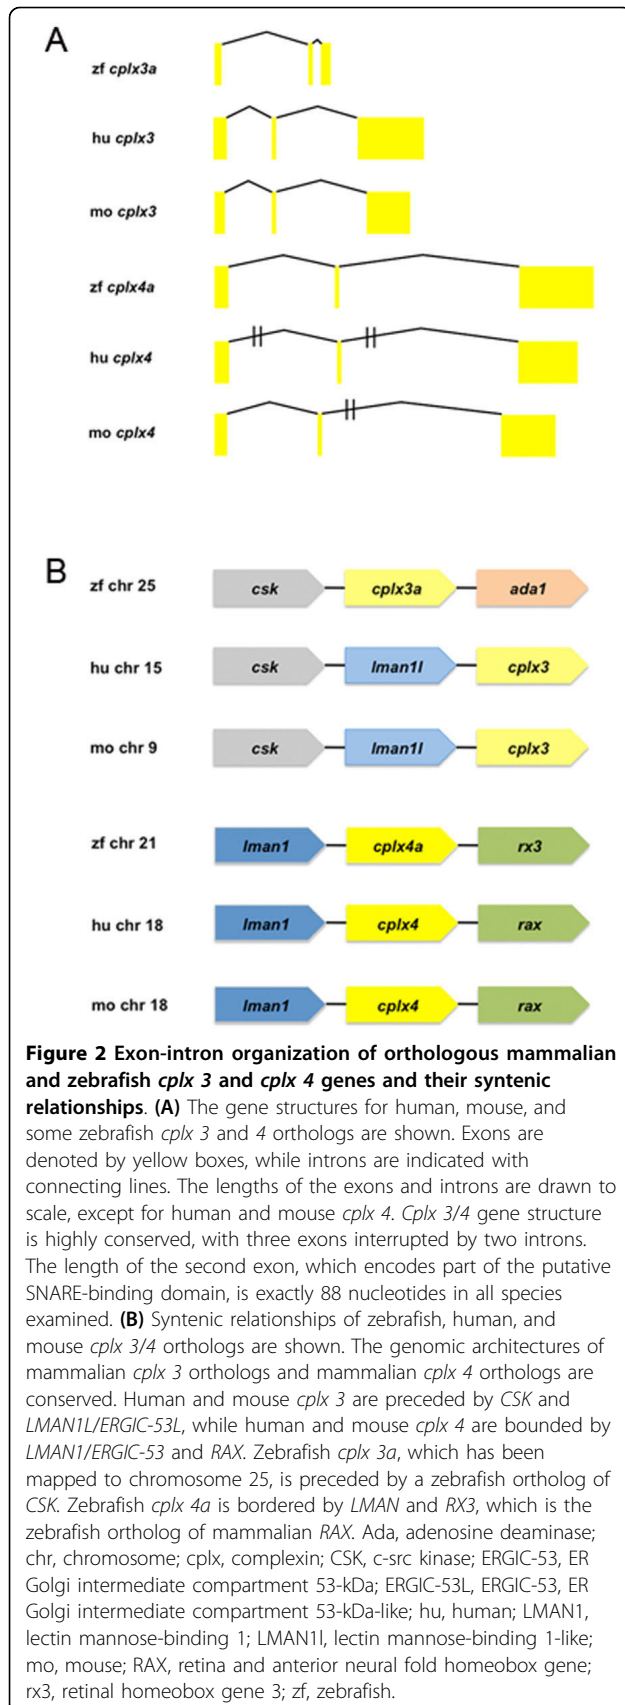 A
zf cplx3a
hu cplx3
mo cplx3
zf cplx4a
hu cplx4
mo cplx4
B
zf chr 25 csk cplx3a ada1
hu chr 15 csk lman1l cplx3
mo chr 9 csk lman1l cplx3
zf chr 21 lman1 cplx4a rx3
hu chr 18 lman1 cplx4 rax
mo chr 18 lman1 cplx4 rax
Figure 2 Exon-intron organization of orthologous mammalian
and zebrafish cplx 3 and cplx 4 genes and their syntenic
relationships. (A) The gene structures for human, mouse, and
some zebrafish cplx 3 and 4 orthologs are shown. Exons are
denoted by yellow boxes, while introns are indicated with
connecting lines. The lengths of the exons and introns are drawn to
scale, except for human and mouse cplx 4. Cplx 3/4 gene structure
is highly conserved, with three exons interrupted by two introns.
The length of the second exon, which encodes part of the putative
SNARE-binding domain, is exactly 88 nucleotides in all species
examined. (B) Syntenic relationships of zebrafish, human, and
mouse cplx 3/4 orthologs are shown. The genomic architectures of
mammalian cplx 3 orthologs and mammalian cplx 4 orthologs are
conserved. Human and mouse cplx 3 are preceded by CSK and
LMAN1L/ERGIC-53L, while human and mouse cplx 4 are bounded by
LMAN1/ERGIC-53 and RAX. Zebrafish cplx 3a, which has been
mapped to chromosome 25, is preceded by a zebrafish ortholog of
CSK. Zebrafish cplx 4a is bordered by LMAN and RX3, which is the
zebrafish ortholog of mammalian RAX. Ada, adenosine deaminase;
chr, chromosome; cplx, complexin; CSK, c-src kinase; ERGIC-53, ER
Golgi intermediate compartment 53-kDa; ERGIC-53L, ERGIC-53, ER
Golgi intermediate compartment 53-kDa-like; hu, human; LMAN1,
lectin mannose-binding 1; LMAN1l, lectin mannose-binding 1-like;
mo, mouse; RAX, retina and anterior neural fold homeobox gene;
rx3, retinal homeobox gene 3; zf, zebrafish.